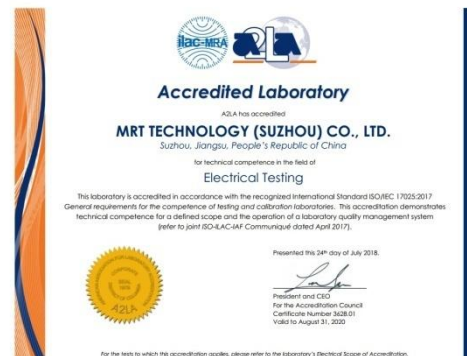 ilac-MRA
A2LA
Accredited Laboratory
A2LA has accredited
MRT TECHNOLOGY (SUZHOU) CO., LTD.
Suzhou, Jiangsu, People's Republic of China
for technical competence in the field of
Electrical Testing
This laboratory is accredited in accordance with the recognized International Standard ISO/IEC 17025:2017
General requirements for the competence of testing and calibration laboratories. This accreditation demonstrates
technical competence for a defined scope and the operation of a laboratory quality management system
(refer to joint ISO-ILAC-IAF Communiqué dated April 2017).
Presented this 24th day of July 2018.
President and CEO
For the Accreditation Council
Certificate Number 3628.01
Valid to August 31, 2020
CORPORATE
SEAL
1978
A2LA
For the tests to which this accreditation applies, please refer to the laboratory's Electrical Scope of Accreditation.